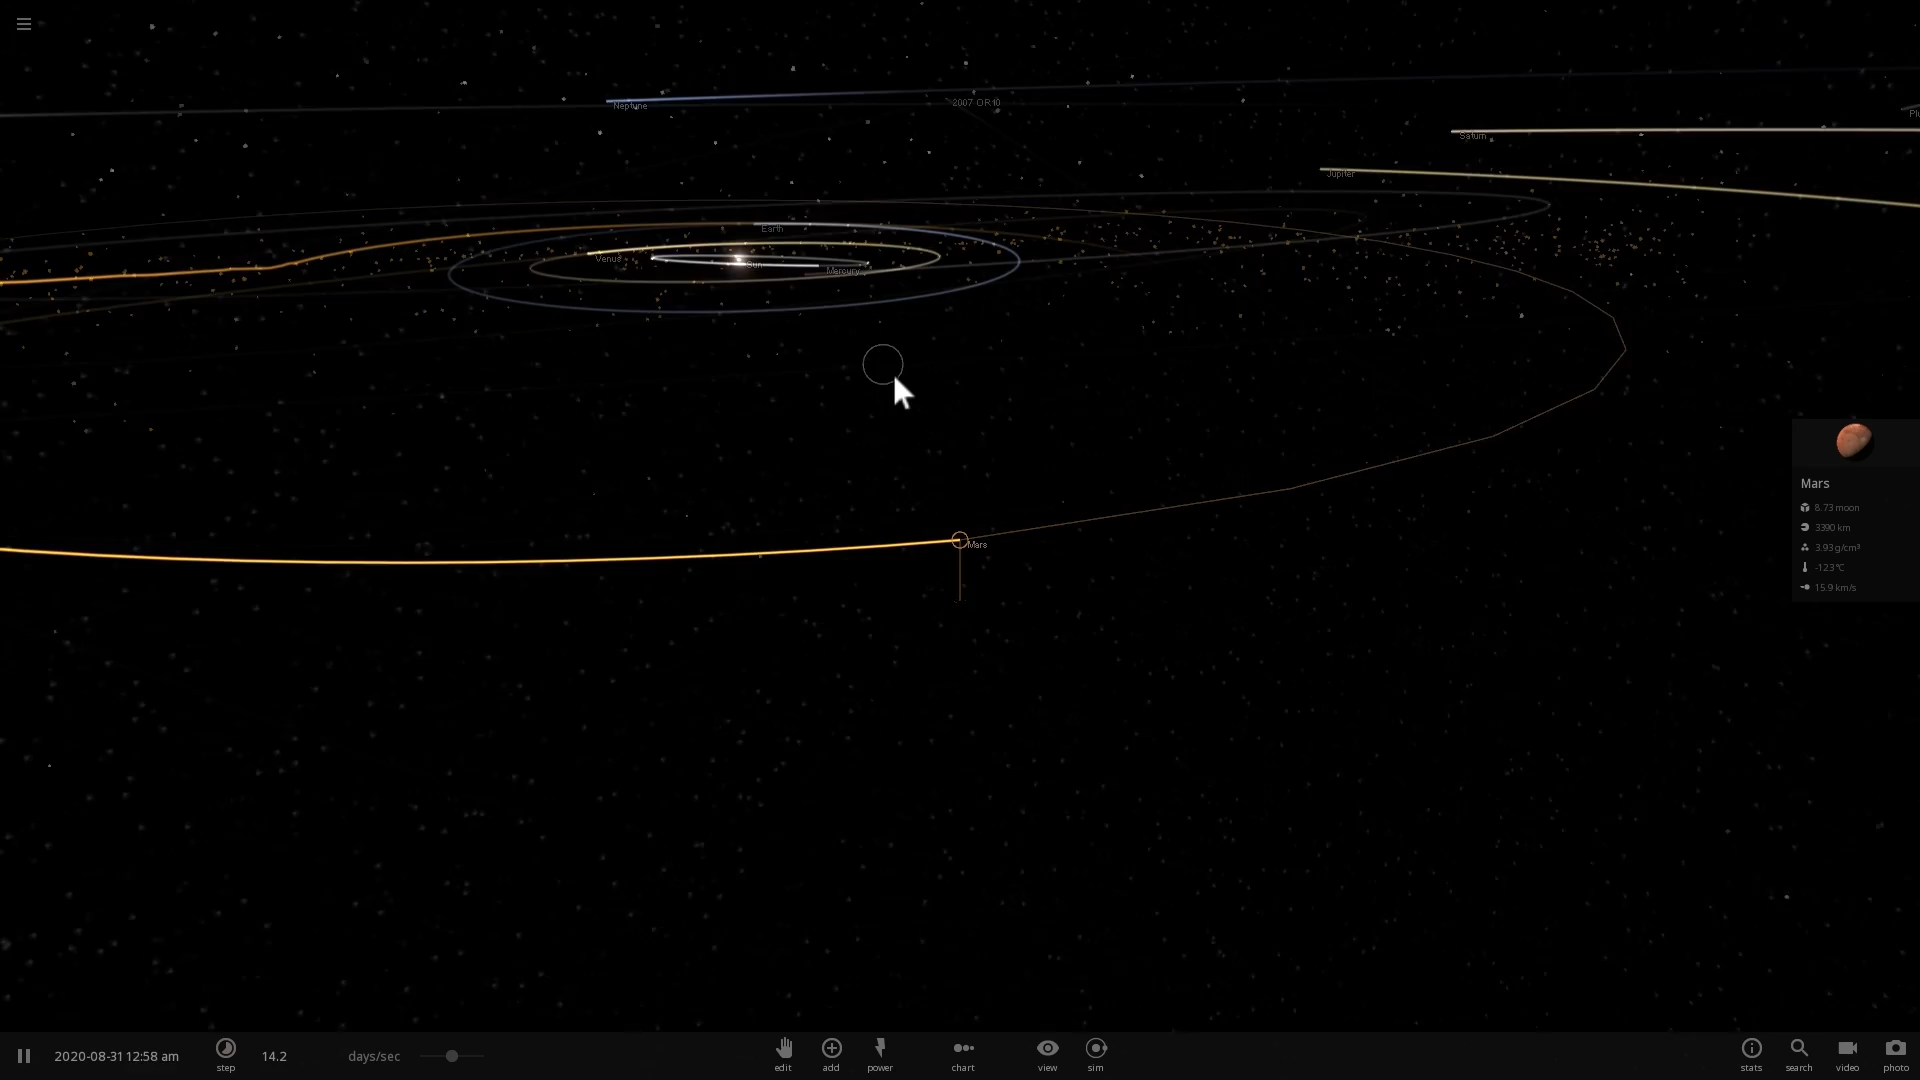 Neptune
2007 OR10
Plu
Saturn
Jupiter
Earth
Venus
Sun
Mercury
Mars
Mars
8.73 moon
3390 km
3.93 g/cm³
-123 °C
15.9 km/s
2020-08-31 12:58 am
step
14.2
days/sec
edit
add
power
chart
view
sim
stats
search
video
photo